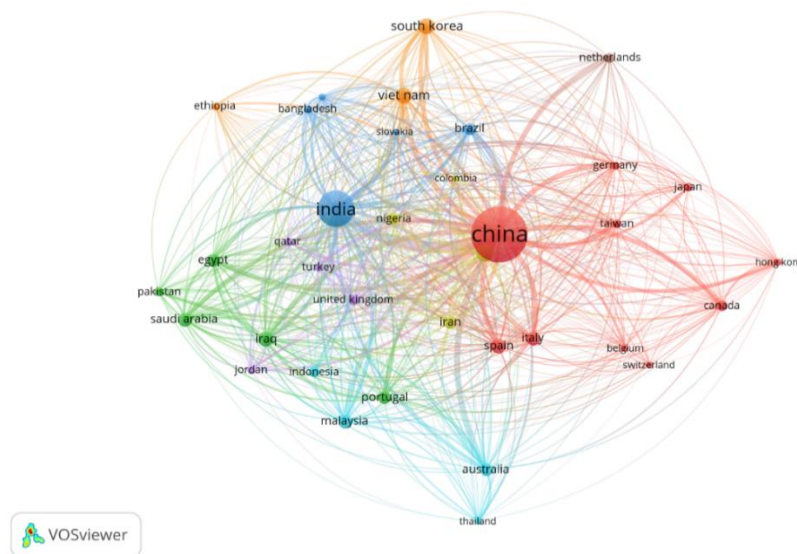 south korea
netherlands
viet nam
ethiopia
bangladesh
slovakia
brazil
germany
colombia
japan
india
nigeria
taiwan
china
qatar
egypt
turkey
hong kon
pakistan
united kingdom
saudi arabia
canada
iran
iraq
spain
italy
belgium
switzerland
jordan
indonesia
portugal
malaysia
australia
thailand
VOSviewer